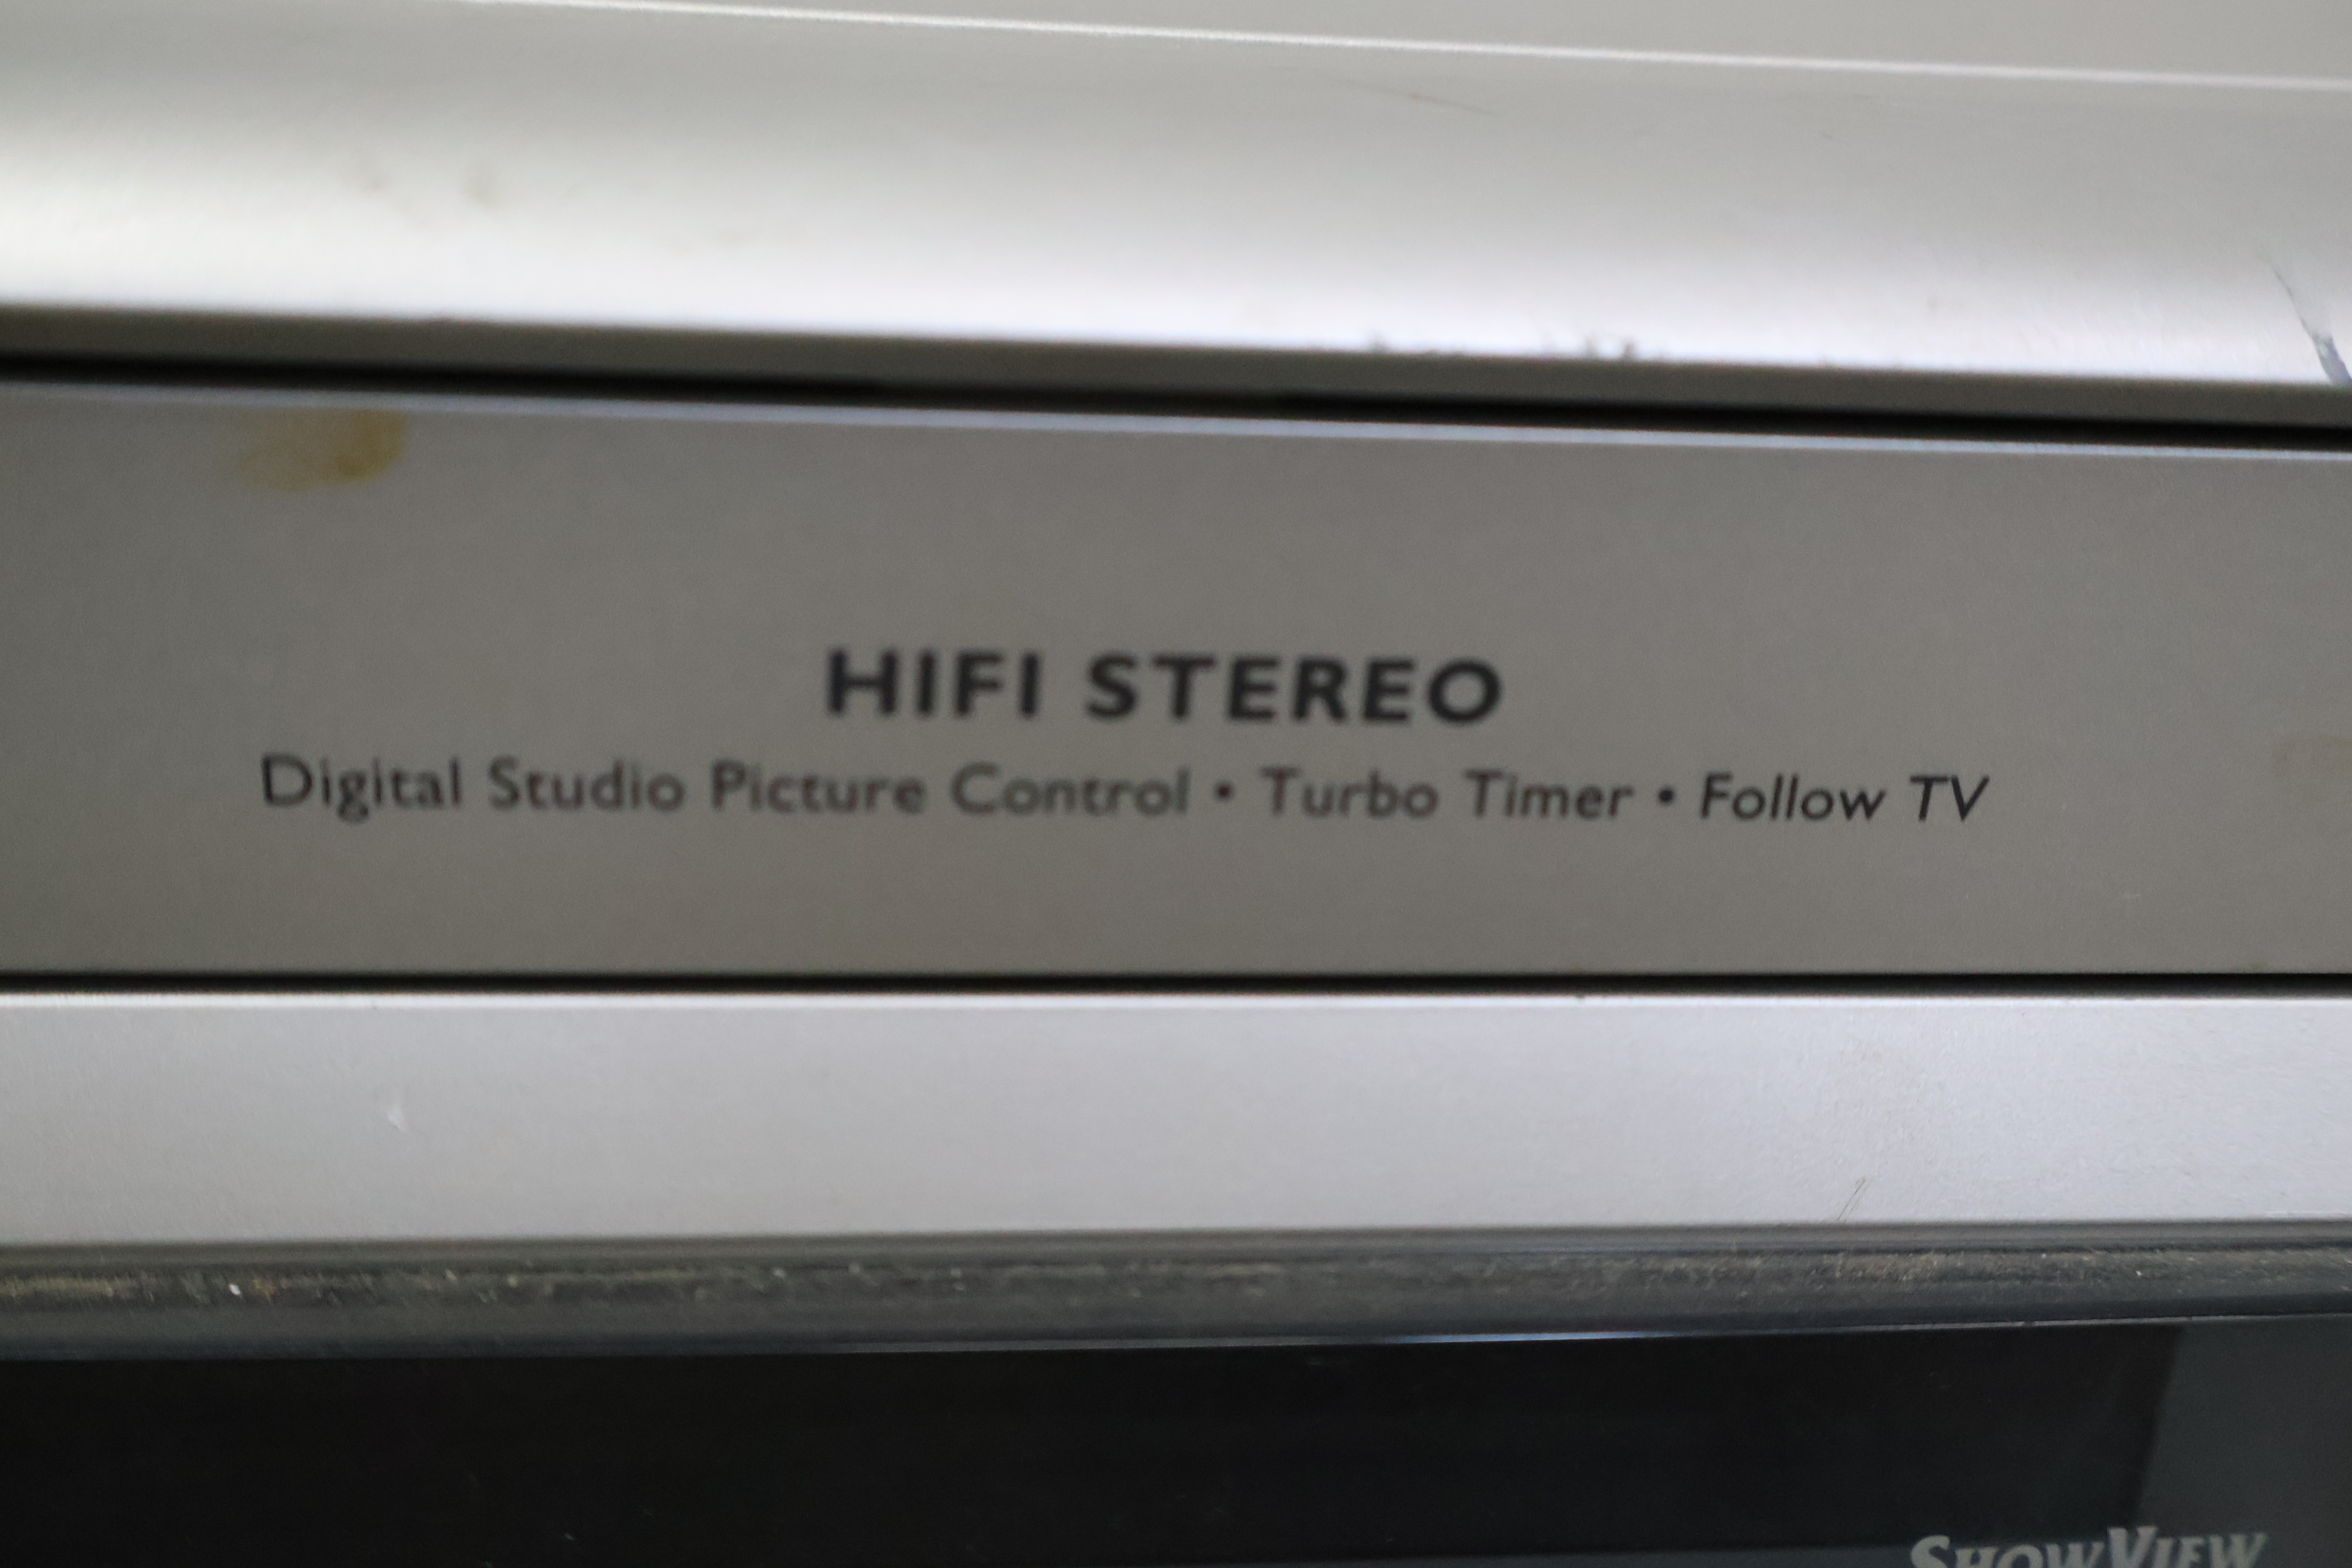 HIFI STEREO
Digital Studio Picture Control • Turbo Timer • Follow TV
SHOWVIEW